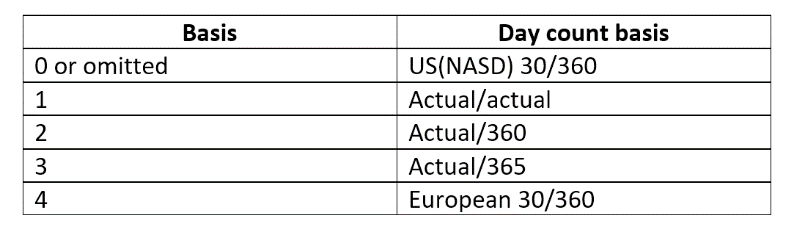 Basis Day count basis
0 or omitted US(NASD) 30/360
1 Actual/actual
2 Actual/360
3 Actual/365
4 European 30/360